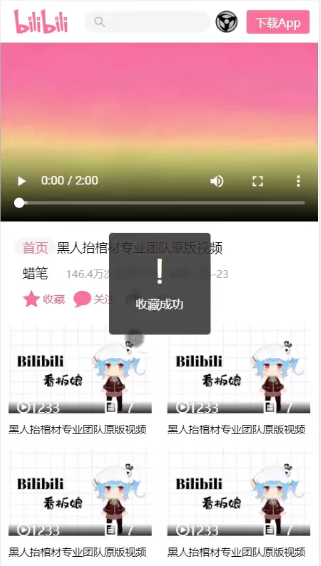 bilibili
下载App
0:00 / 2:00
首页 黑人抬棺材专业团队原版视频
蜡笔 146.4万次 -23
!
收藏成功
收藏 关注
Bilibili Bilibili
看板娘 看板娘
1233 7 1233 7
黑人抬棺材专业团队原版视频 黑人抬棺材专业团队原版视频
Bilibili Bilibili
看板娘 看板娘
1233 7 1233 7
黑人抬棺材专业团队原版视频 黑人抬棺材专业团队原版视频